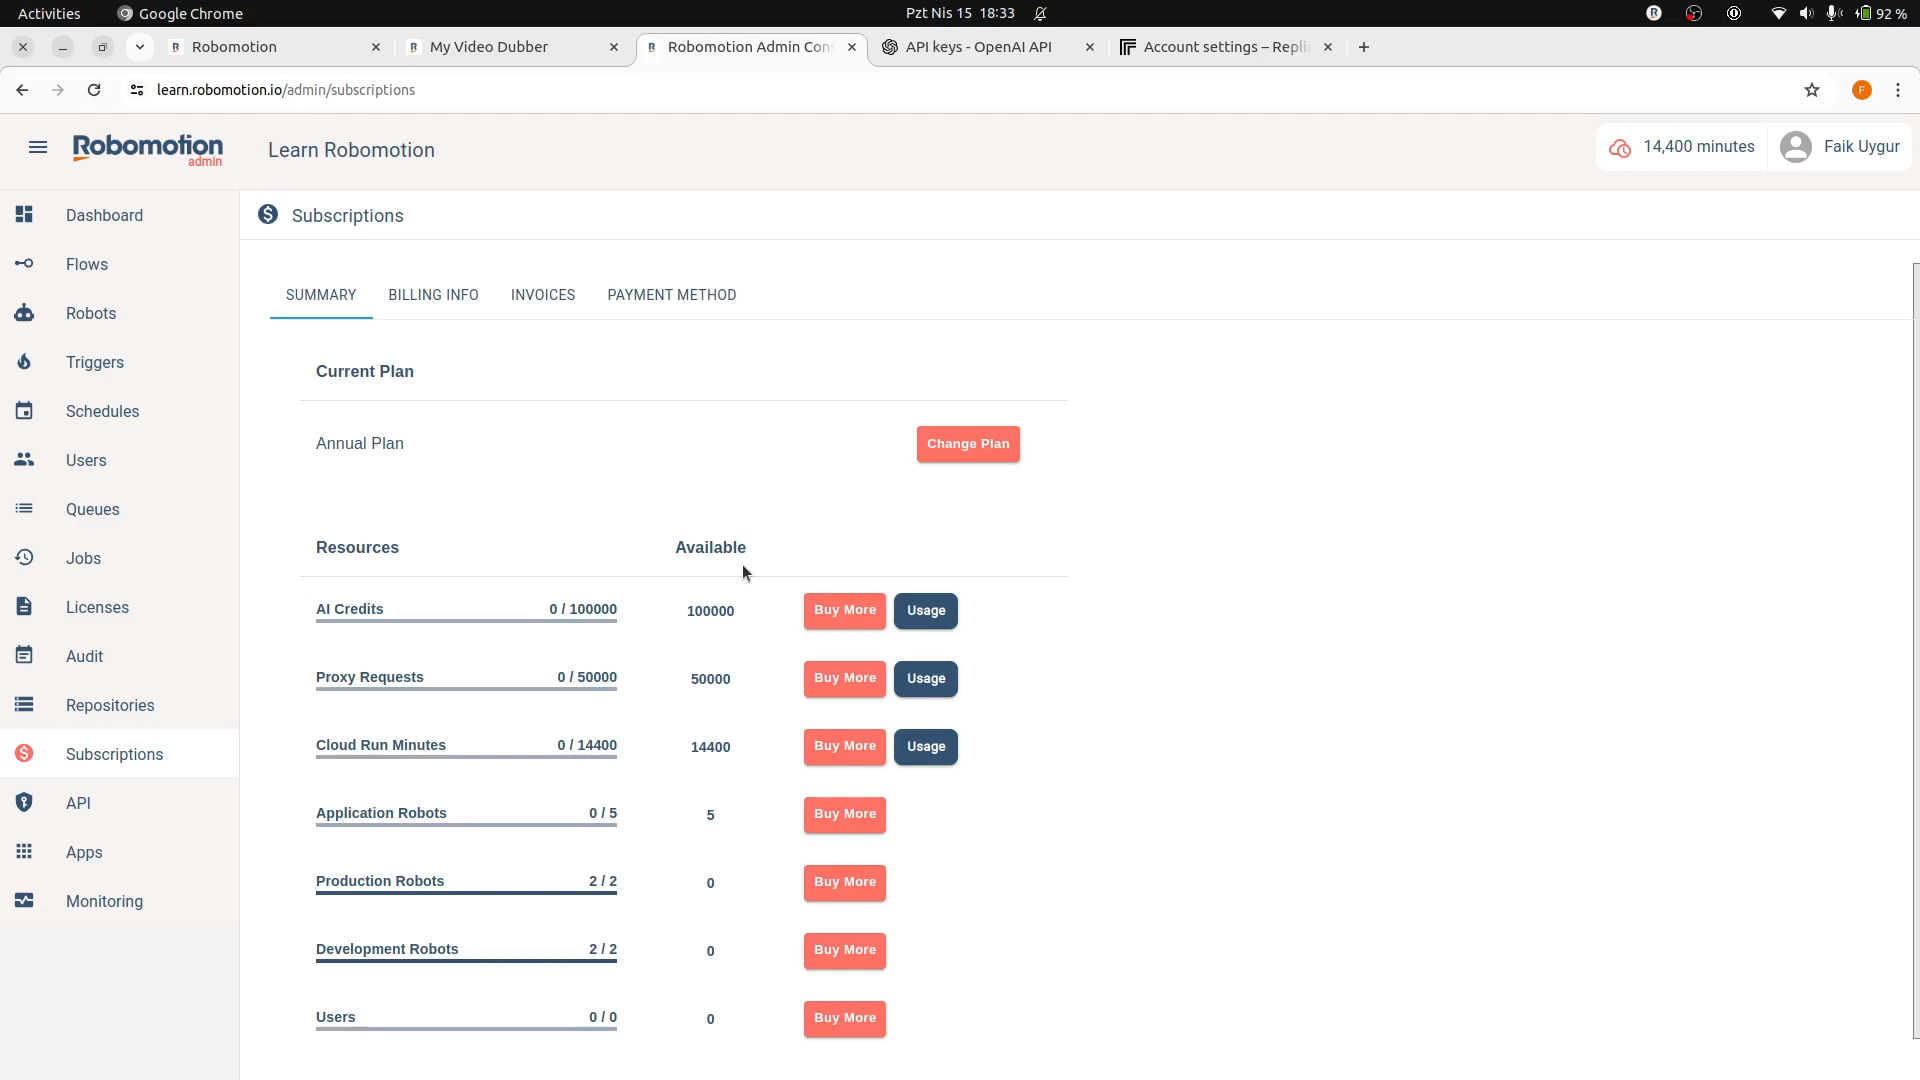 Activities
Google Chrome
Pzt Nis 15 18:33
92 %
Robomotion
My Video Dubber
Robomotion Admin Cons
API keys - OpenAI API
Account settings – Repli
learn.robomotion.io/admin/subscriptions
F
Robomotion
admin
Learn Robomotion
14,400 minutes
Faik Uygur
Dashboard
Flows
Robots
Triggers
Schedules
Users
Queues
Jobs
Licenses
Audit
Repositories
Subscriptions
API
Apps
Monitoring
Subscriptions
SUMMARY
BILLING INFO
INVOICES
PAYMENT METHOD
Current Plan
Annual Plan
Change Plan
Resources
Available
AI Credits 0 / 100000 100000 Buy More Usage
Proxy Requests 0 / 50000 50000 Buy More Usage
Cloud Run Minutes 0 / 14400 14400 Buy More Usage
Application Robots 0 / 5 5 Buy More
Production Robots 2 / 2 0 Buy More
Development Robots 2 / 2 0 Buy More
Users 0 / 0 0 Buy More